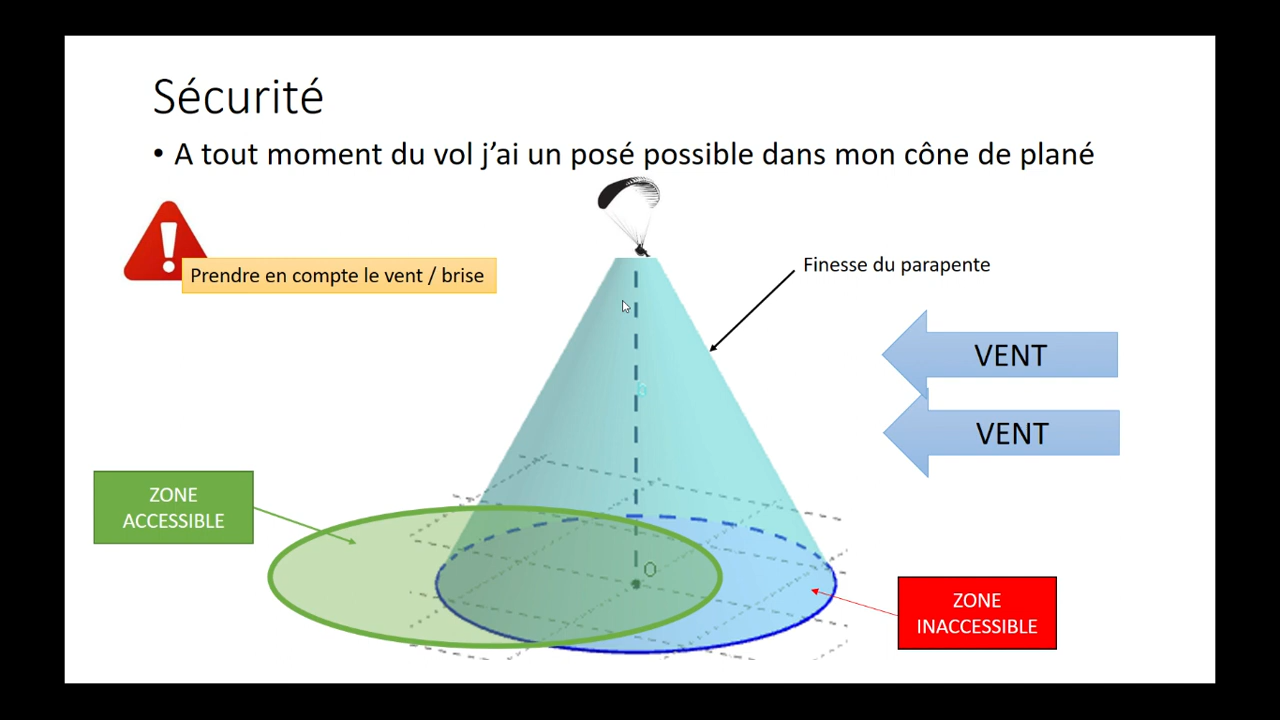 Sécurité
• A tout moment du vol j’ai un posé possible dans mon cône de plané
Prendre en compte le vent / brise
Finesse du parapente
VENT
VENT
h
ZONE
ACCESSIBLE
O
ZONE
INACCESSIBLE